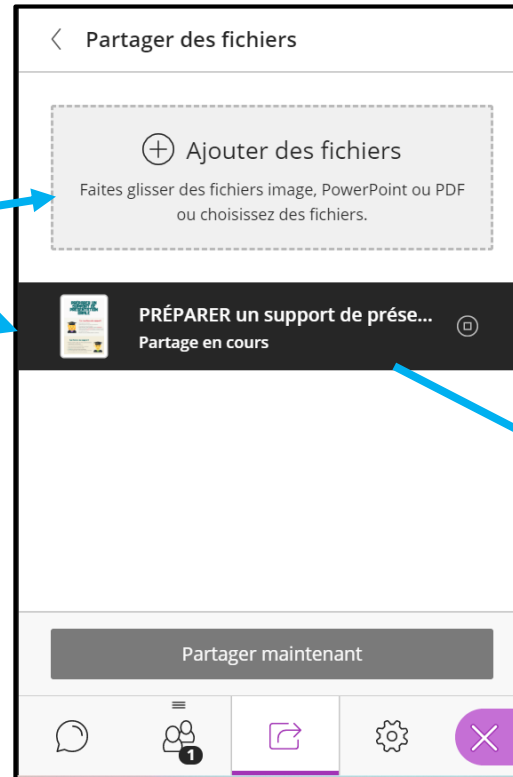 Partager des fichiers
Ajouter des fichiers
Faites glisser des fichiers image, PowerPoint ou PDF
ou choisissez des fichiers.
PRÉPARER un support de prése...
Partage en cours
Partager maintenant
1